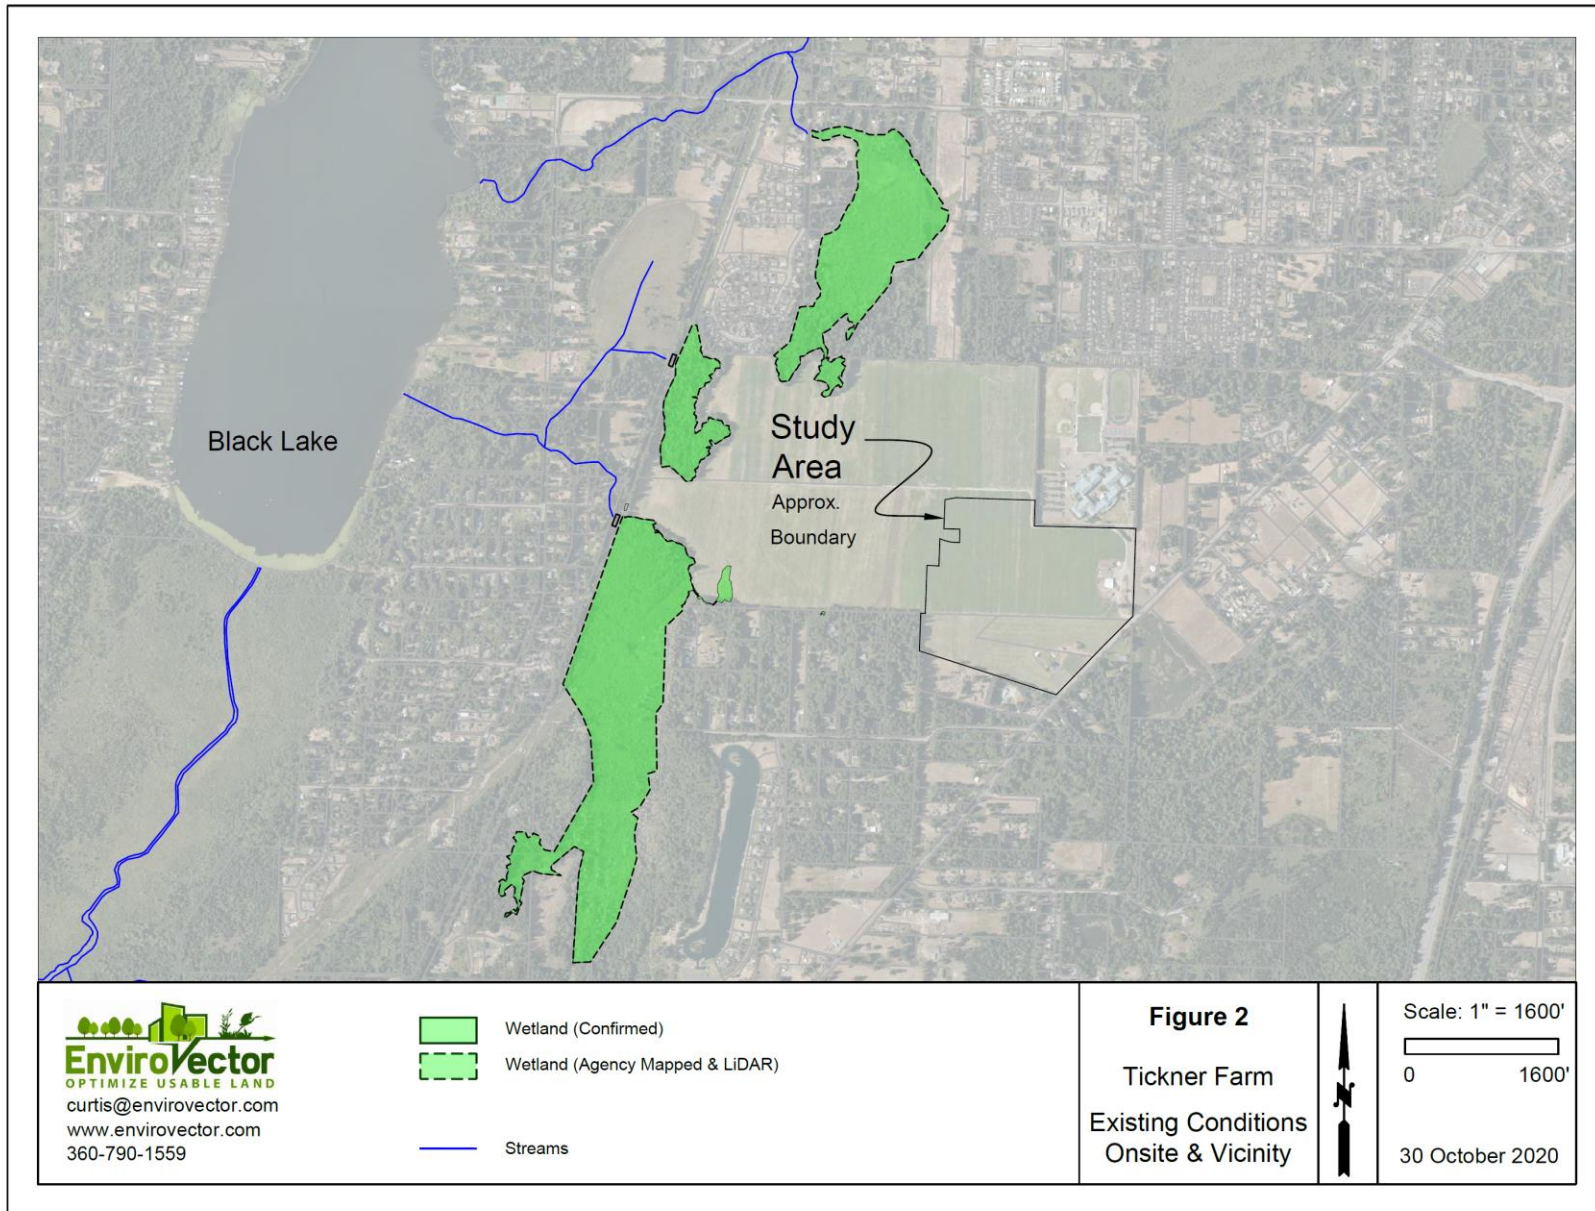 Black Lake
Study
Area
Approx.
Boundary
EnviroVector
OPTIMIZE USABLE LAND
curtis@envirovector.com
www.envirovector.com
360-790-1559
Wetland (Confirmed)
Wetland (Agency Mapped & LiDAR)
Streams
Figure 2
Tickner Farm
Existing Conditions
Onsite & Vicinity
N
Scale: 1" = 1600'
0 1600'
30 October 2020